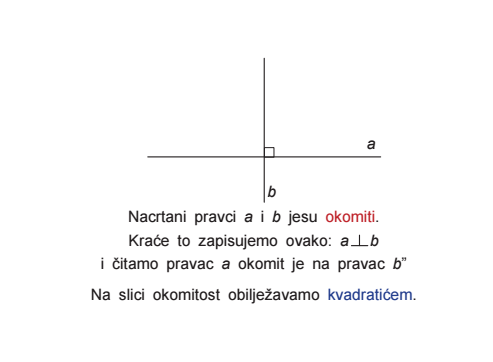 a
b
Nacrtani pravci a i b jesu okomiti.
Kraće to zapisujemo ovako: a⊥b
i čitamo pravac a okomit je na pravac b”
Na slici okomitost obilježavamo kvadratićem.